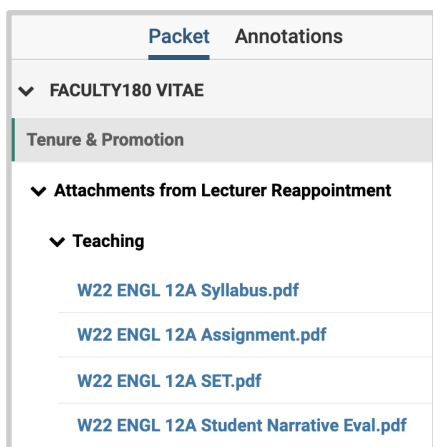 Packet Annotations
FACULTY180 VITAE
Tenure & Promotion
Attachments from Lecturer Reappointment
Teaching
W22 ENGL 12A Syllabus.pdf
W22 ENGL 12A Assignment.pdf
W22 ENGL 12A SET.pdf
W22 ENGL 12A Student Narrative Eval.pdf